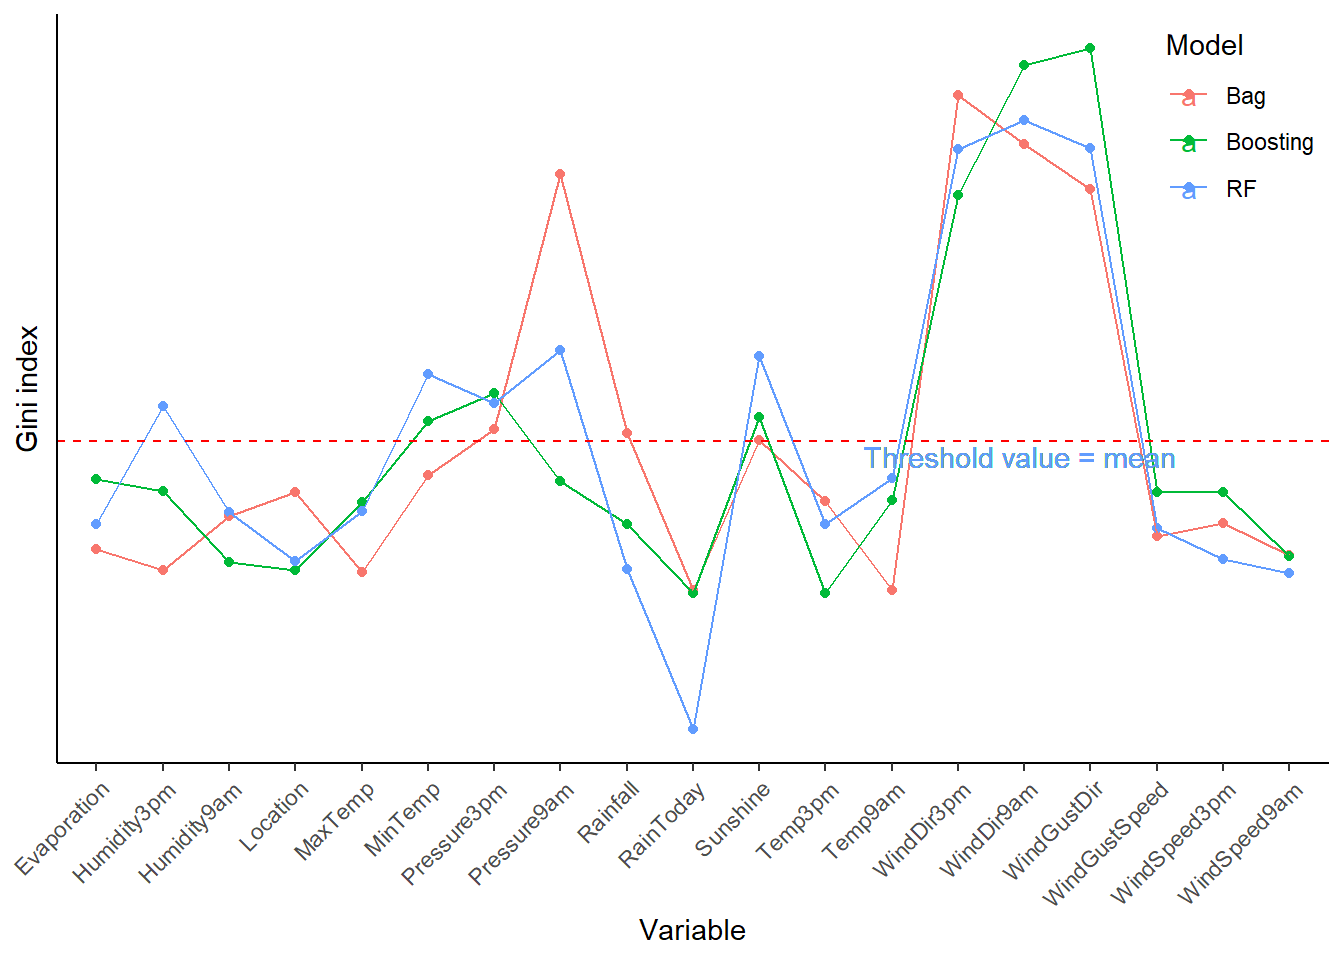 Model
a Bag
a Boosting
a RF
Gini index
Threshold value = mean
Evaporation
Humidity3pm
Humidity9am
Location
MaxTemp
MinTemp
Pressure3pm
Pressure9am
Rainfall
RainToday
Sunshine
Temp3pm
Temp9am
WindDir3pm
WindDir9am
WindGustDir
WindGustSpeed
WindSpeed3pm
WindSpeed9am
Variable